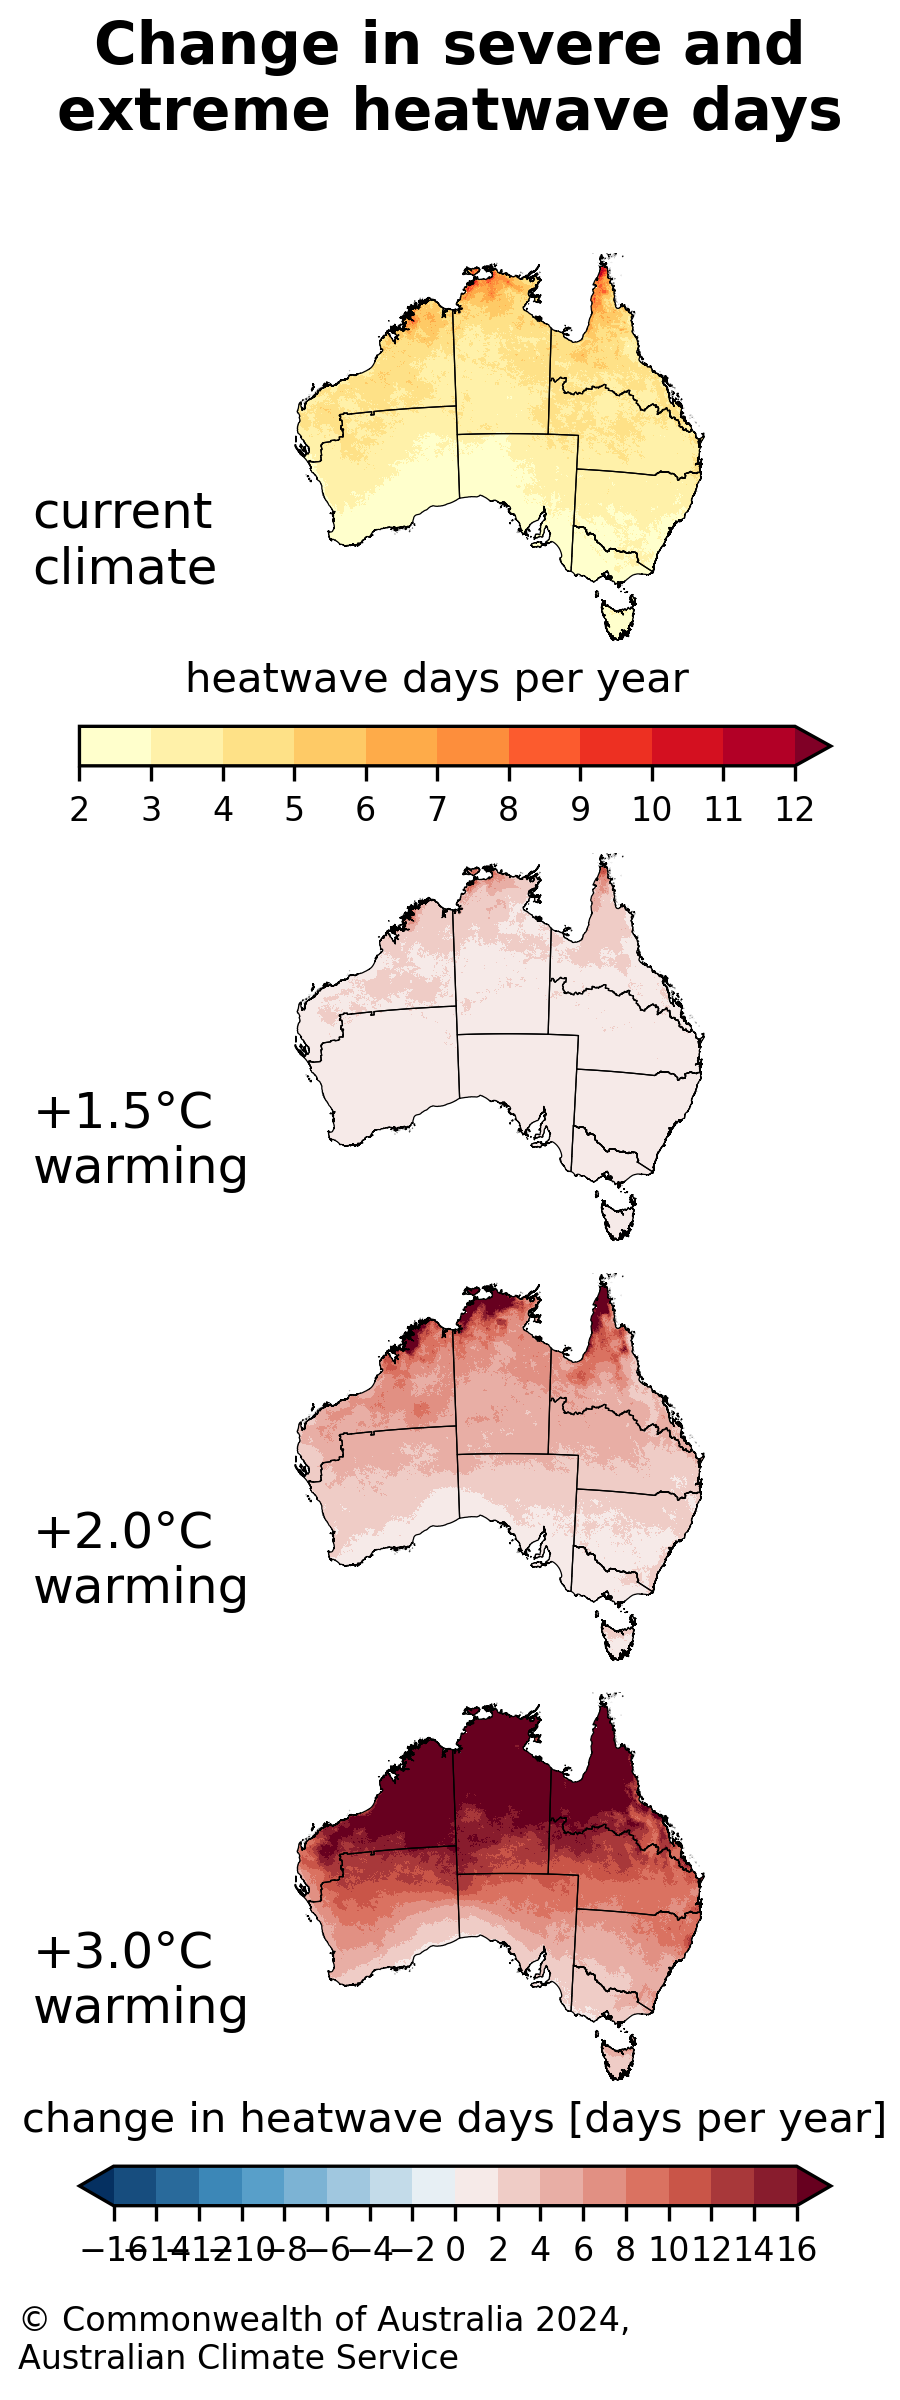 Change in severe and
extreme heatwave days
current
climate
heatwave days per year
2 3 4 5 6 7 8 9 10 11 12
+1.5°C
warming
+2.0°C
warming
+3.0°C
warming
change in heatwave days [days per year]
−16 −14 −12 −10 −8 −6 −4 −2 0 2 4 6 8 10 12 14 16
© Commonwealth of Australia 2024,
Australian Climate Service